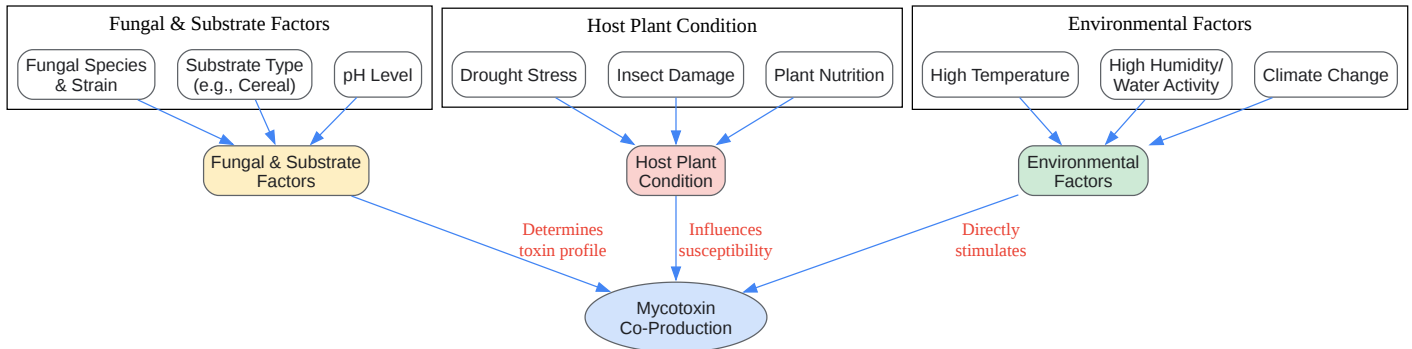 Fungal & Substrate Factors
Fungal Species
& Strain
Substrate Type
(e.g., Cereal)
pH Level
Host Plant Condition
Drought Stress
Insect Damage
Plant Nutrition
Environmental Factors
High Temperature
High Humidity/
Water Activity
Climate Change
Fungal & Substrate
Factors
Host Plant
Condition
Environmental
Factors
Determines
toxin profile
Influences
susceptibility
Directly
stimulates
Mycotoxin
Co-Production